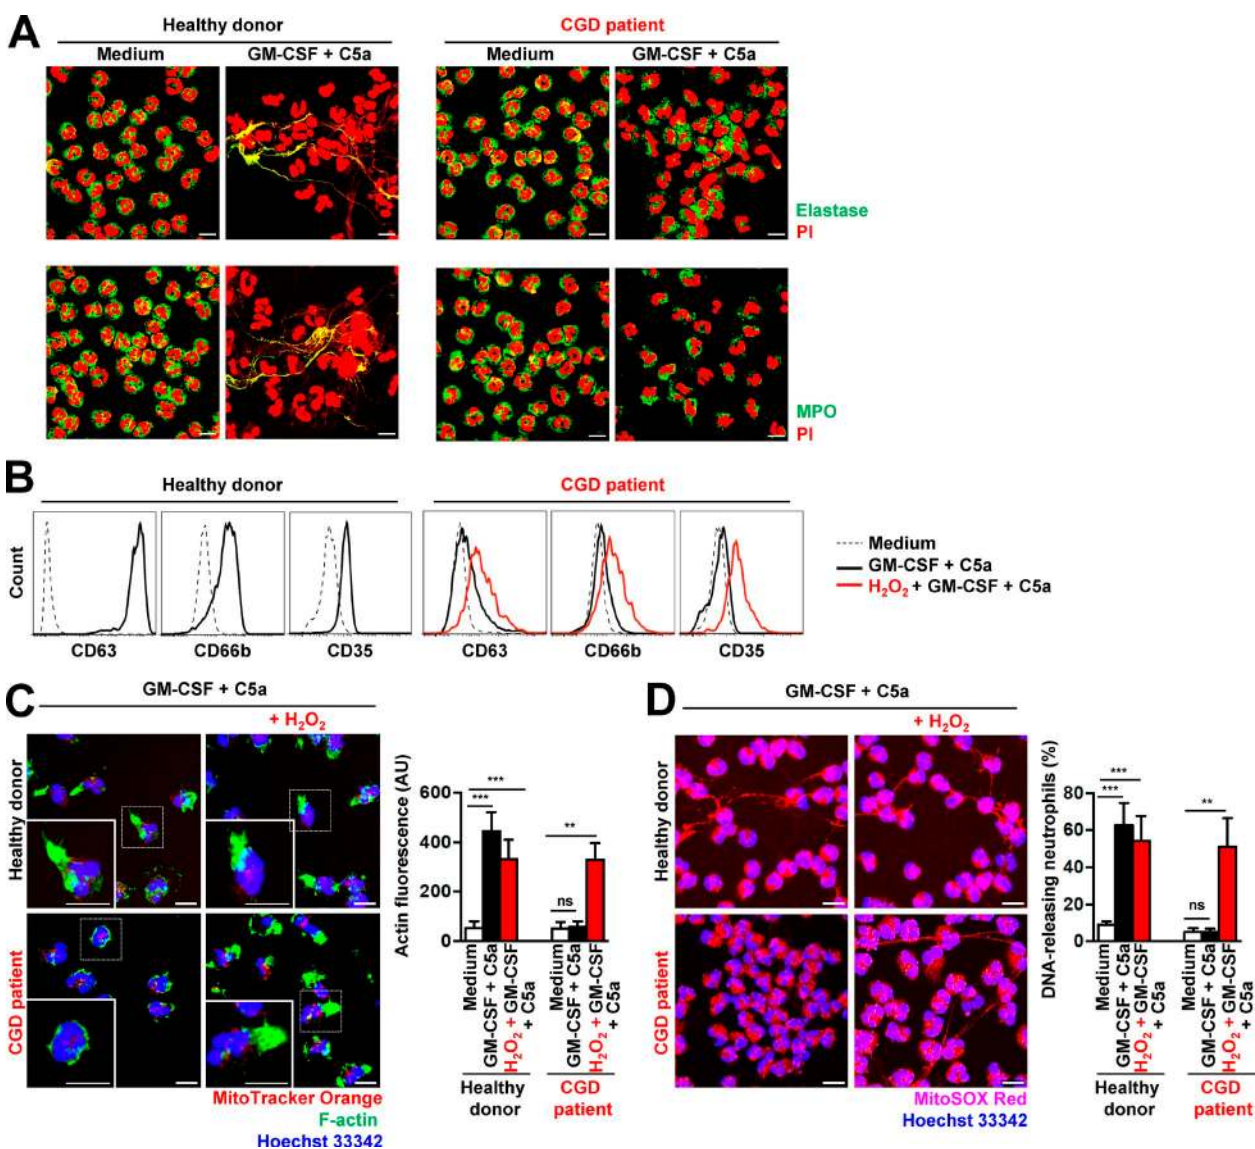 A
Healthy donor
CGD patient
Medium
GM-CSF + C5a
Medium
GM-CSF + C5a
Elastase
PI
MPO
PI
B
Healthy donor
CGD patient
Count
CD63
CD66b
CD35
CD63
CD66b
CD35
Medium
GM-CSF + C5a
H₂O₂ + GM-CSF + C5a
C
GM-CSF + C5a
+ H₂O₂
Healthy donor
CGD patient
MitoTracker Orange
F-actin
Hoechst 33342
Actin fluorescence (AU)
600
400
200
0
***
***
**
ns
Medium
GM-CSF + C5a
H₂O₂ + GM-CSF
+ C5a
Medium
GM-CSF + C5a
H₂O₂ + GM-CSF
+ C5a
Healthy
donor
CGD
patient
D
GM-CSF + C5a
+ H₂O₂
Healthy donor
CGD patient
MitoSOX Red
Hoechst 33342
DNA-releasing neutrophils (%)
80
60
40
20
0
***
***
**
ns
Medium
GM-CSF + C5a
H₂O₂ + GM-CSF
+ C5a
Medium
GM-CSF + C5a
H₂O₂ + GM-CSF
+ C5a
Healthy
donor
CGD
patient